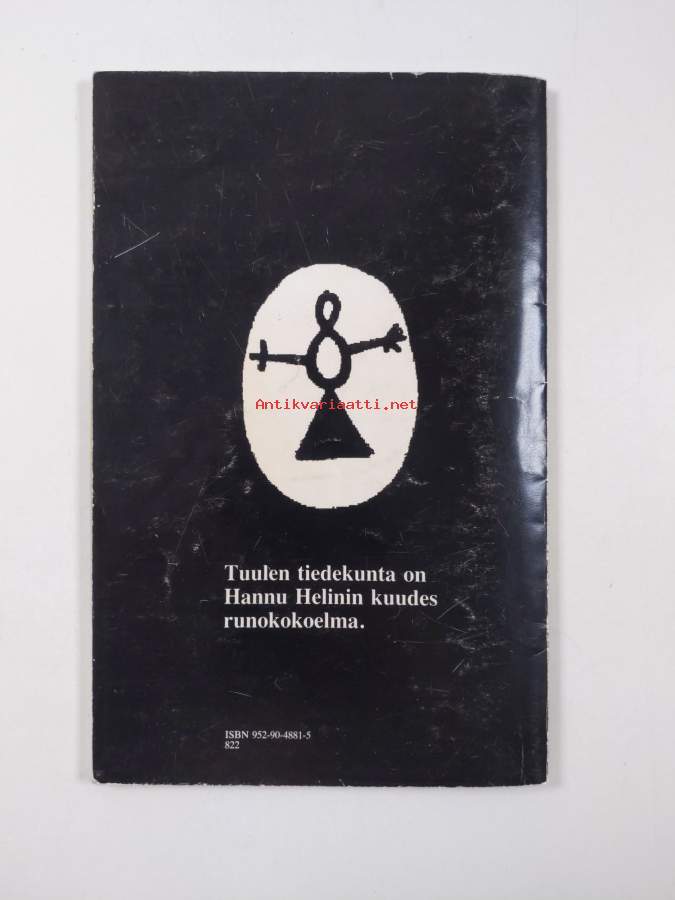 Antikvariaatti.net
Tuulen tiedekunta on
Hannu Helinin kuudes
runokokoelma.
ISBN 952-90-4881-5
822